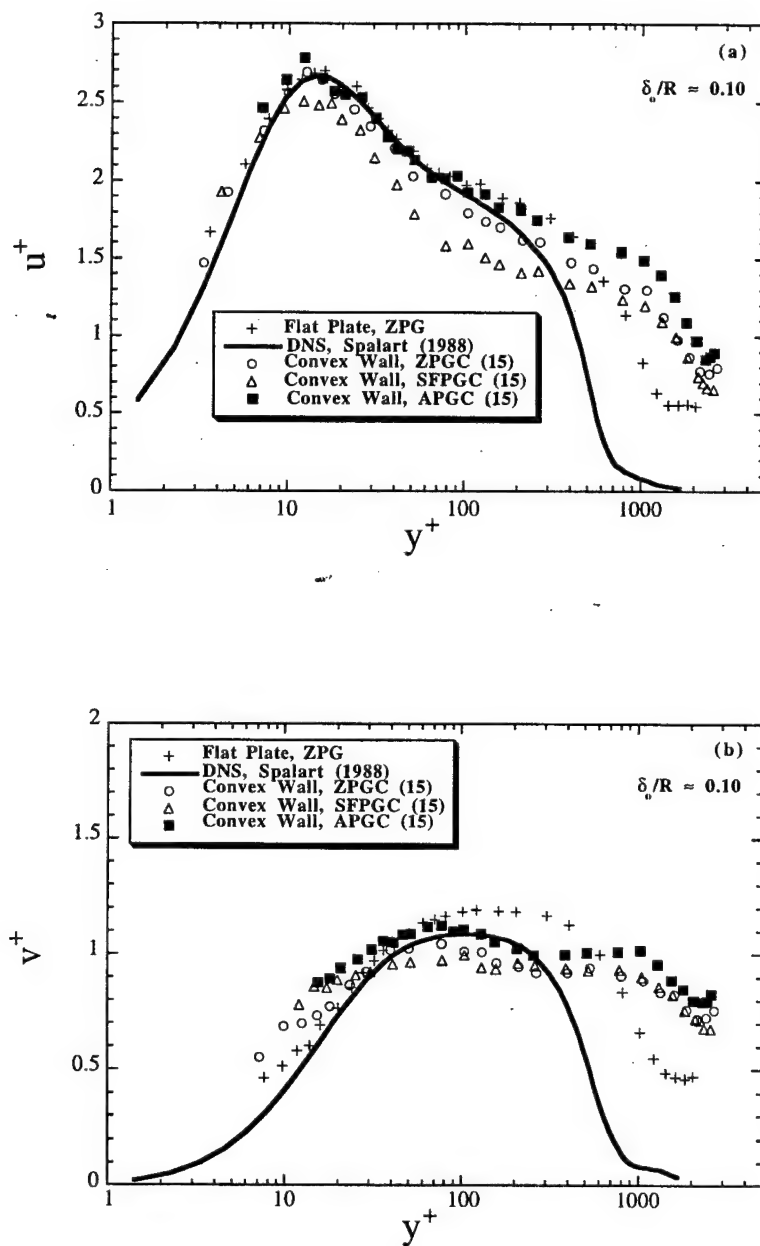 3
(a)
δₒ/R ≈ 0.10
2.5
2
1.5
u⁺
1
0.5
0
+ Flat Plate, ZPG
DNS, Spalart (1988)
○ Convex Wall, ZPGC (15)
△ Convex Wall, SFPGC (15)
■ Convex Wall, APGC (15)
1 10 100 1000
y⁺
2
(b)
δₒ/R ≈ 0.10
+ Flat Plate, ZPG
DNS, Spalart (1988)
○ Convex Wall, ZPGC (15)
△ Convex Wall, SFPGC (15)
■ Convex Wall, APGC (15)
1.5
v⁺
1
0.5
0
1 10 100 1000
y⁺